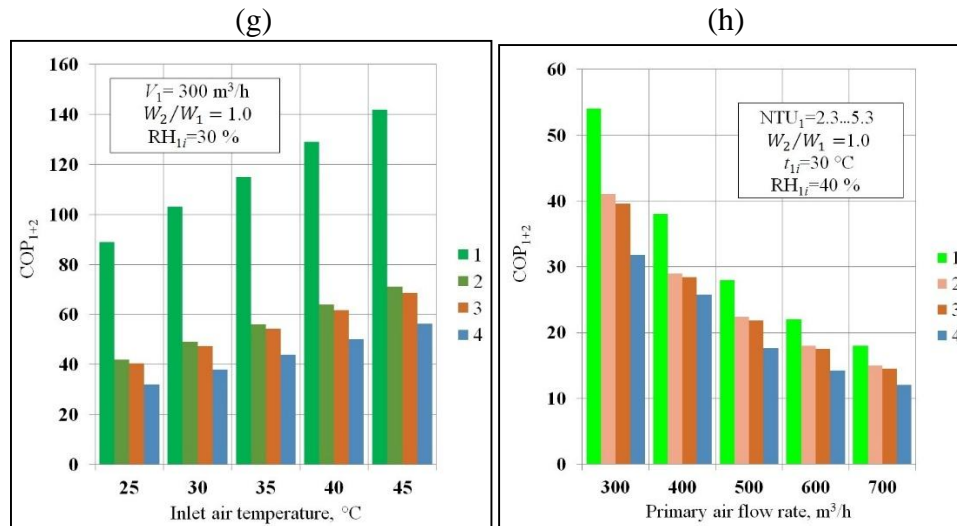 (g)
160
140
120
100
80
60
40
20
0
COP₁₊₂
V₁= 300 m³/h
W₂/W₁ = 1.0
RH₁ᵢ=30 %
1
2
3
4
25 30 35 40 45
Inlet air temperature, °C
(h)
60
50
40
30
20
10
0
COP₁₊₂
NTU₁=2.3...5.3
W₂/W₁ =1.0
t₁ᵢ=30 °C
RH₁ᵢ=40 %
1
2
3
4
300 400 500 600 700
Primary air flow rate, m³/h